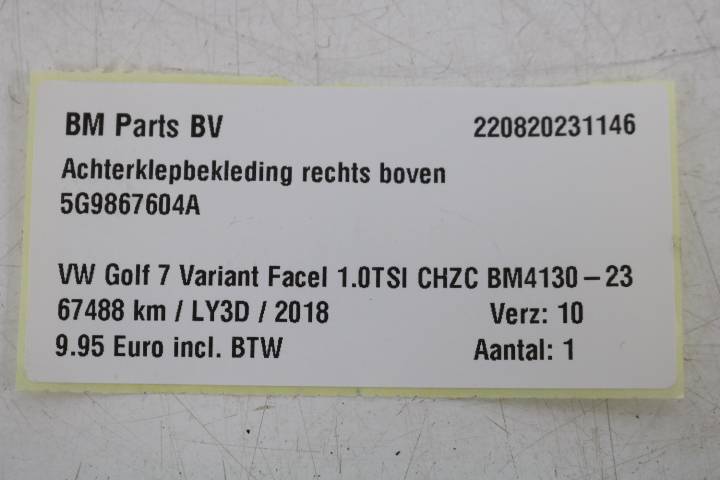 BM Parts BV 220820231146
Achterklepbekleding rechts boven
5G9867604A
VW Golf 7 Variant Facel 1.0TSI CHZC BM4130-23
67488 km / LY3D / 2018 Verz: 10
9.95 Euro incl. BTW Aantal: 1